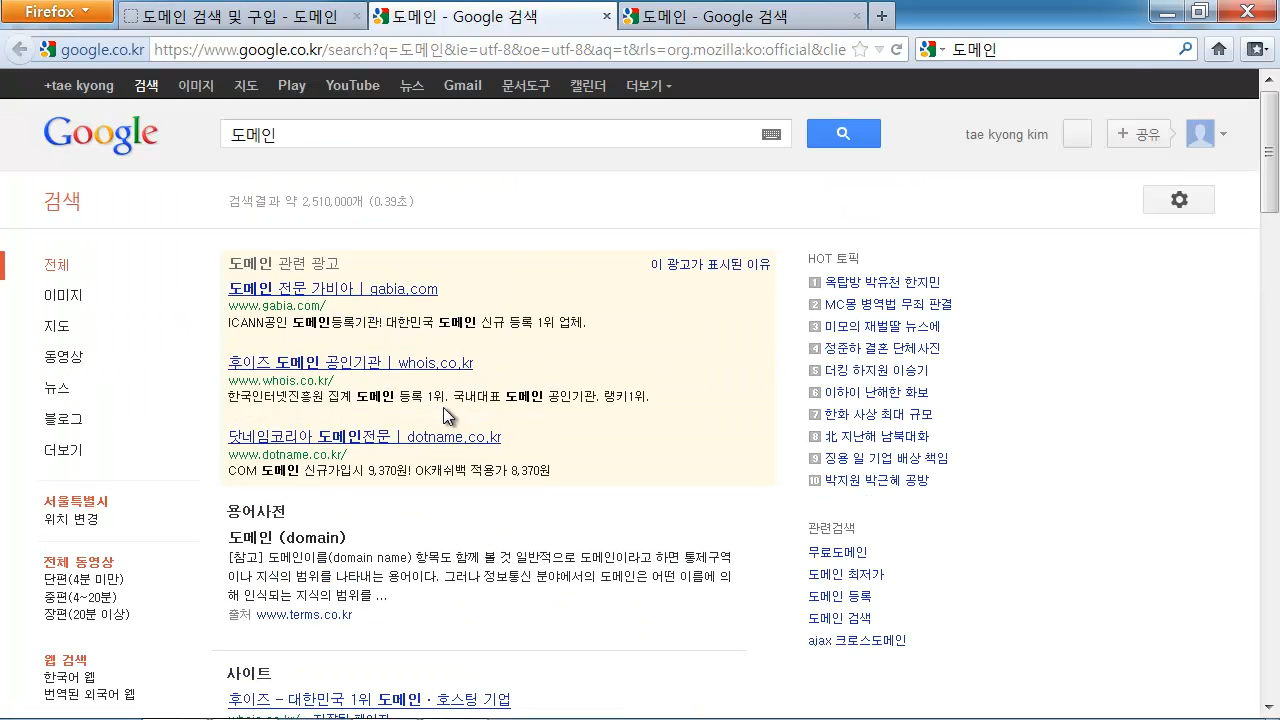 Firefox
도메인 검색 및 구입 - 도메인
도메인 - Google 검색
도메인 - Google 검색
google.co.kr
https://www.google.co.kr/search?q=도메인&ie=utf-8&oe=utf-8&aq=t&rls=org.mozilla:ko:official&clie
도메인
+tae kyong 검색 이미지 지도 Play YouTube 뉴스 Gmail 문서도구 캘린더 더보기
Google
도메인
tae kyong kim
+ 공유
검색
검색결과 약 2,510,000개 (0.39초)
전체
이미지
지도
동영상
뉴스
블로그
더보기
서울특별시
위치 변경
전체 동영상
단편(4분 미만)
중편(4~20분)
장편(20분 이상)
웹 검색
한국어 웹
번역된 외국어 웹
도메인 관련 광고
이 광고가 표시된 이유
도메인 전문 가비아 | gabia.com
www.gabia.com/
ICANN공인 도메인등록기관! 대한민국 도메인 신규 등록 1위 업체.
후이즈 도메인 공인기관 | whois.co.kr
www.whois.co.kr/
한국인터넷진흥원 집계 도메인 등록 1위. 국내대표 도메인 공인기관. 랭키1위.
닷네임코리아 도메인전문 | dotname.co.kr
www.dotname.co.kr/
COM 도메인 신규가입시 9,370원! OK캐쉬백 적용가 8,370원
용어사전
도메인 (domain)
[참고] 도메인이름(domain name) 항목도 함께 볼 것 일반적으로 도메인이라고 하면 통제구역
이나 지식의 범위를 나타내는 용어이다. 그러나 정보통신 분야에서의 도메인은 어떤 이름에 의
해 인식되는 지식의 범위를 ...
출처 www.terms.co.kr
사이트
후이즈 - 대한민국 1위 도메인 · 호스팅 기업
whois.co.kr/ - 저장된 페이지
HOT 토픽
1 옥탑방 박유천 한지민
2 MC몽 병역법 무죄 판결
3 미모의 재벌딸 뉴스에
4 정준하 결혼 단체사진
5 더킹 하지원 이승기
6 이하이 난해한 화보
7 한화 사상 최대 규모
8 北 지난해 남북대화
9 징용 일 기업 배상 책임
10 박지원 박근혜 공방
관련검색
무료도메인
도메인 최저가
도메인 등록
도메인 검색
ajax 크로스도메인